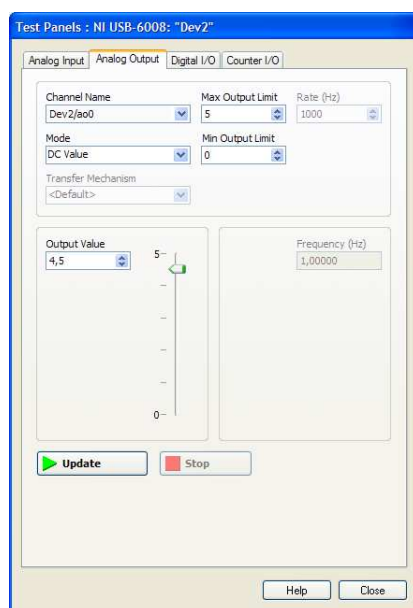 Test Panels : NI USB-6008: "Dev2"
Analog Input Analog Output Digital I/O Counter I/O
Channel Name Max Output Limit Rate (Hz)
Dev2/ao0 5 1000
Mode Min Output Limit
DC Value 0
Transfer Mechanism
<Default>
Output Value Frequency (Hz)
4,5 5 1,00000
0
Update Stop
Help Close